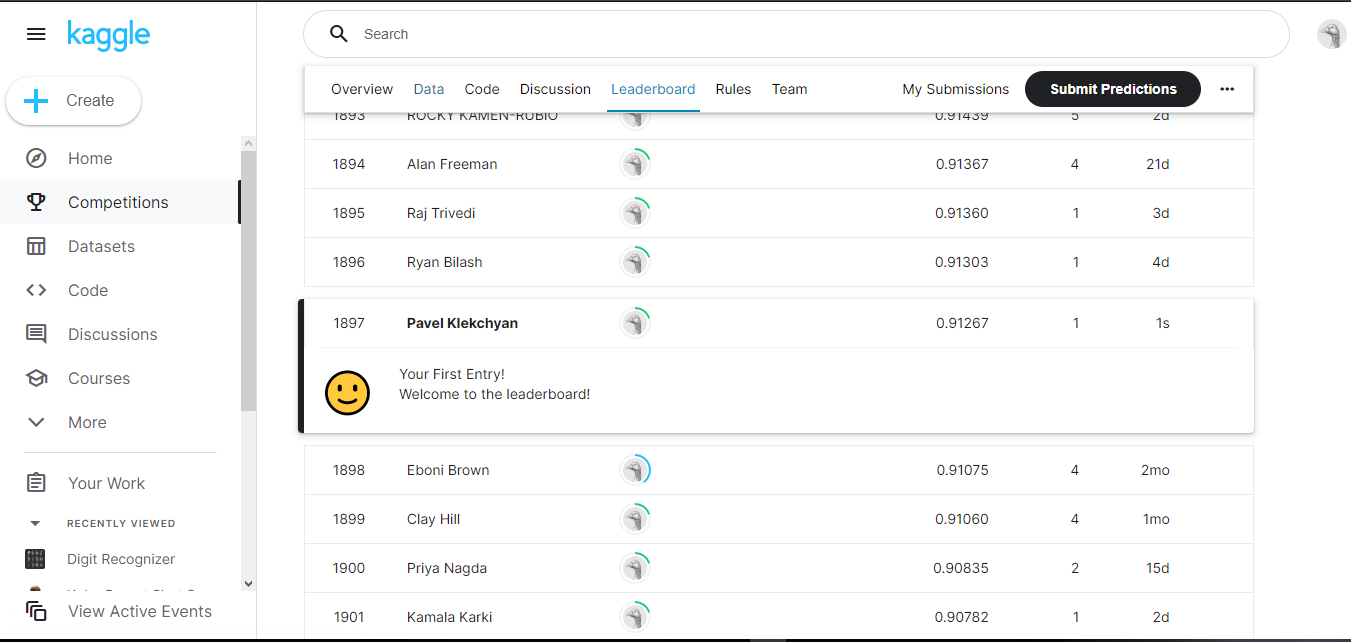 kaggle
Search
Create
Home
Competitions
Datasets
Code
Discussions
Courses
More
Your Work
RECENTLY VIEWED
Digit Recognizer
View Active Events
Overview Data Code Discussion Leaderboard Rules Team My Submissions Submit Predictions
1893 ROCKY KAMEN-RUBIO 0.91439 5 2d
1894 Alan Freeman 0.91367 4 21d
1895 Raj Trivedi 0.91360 1 3d
1896 Ryan Bilash 0.91303 1 4d
1897 Pavel Klekchyan 0.91267 1 1s
Your First Entry!
Welcome to the leaderboard!
1898 Eboni Brown 0.91075 4 2mo
1899 Clay Hill 0.91060 4 1mo
1900 Priya Nagda 0.90835 2 15d
1901 Kamala Karki 0.90782 1 2d